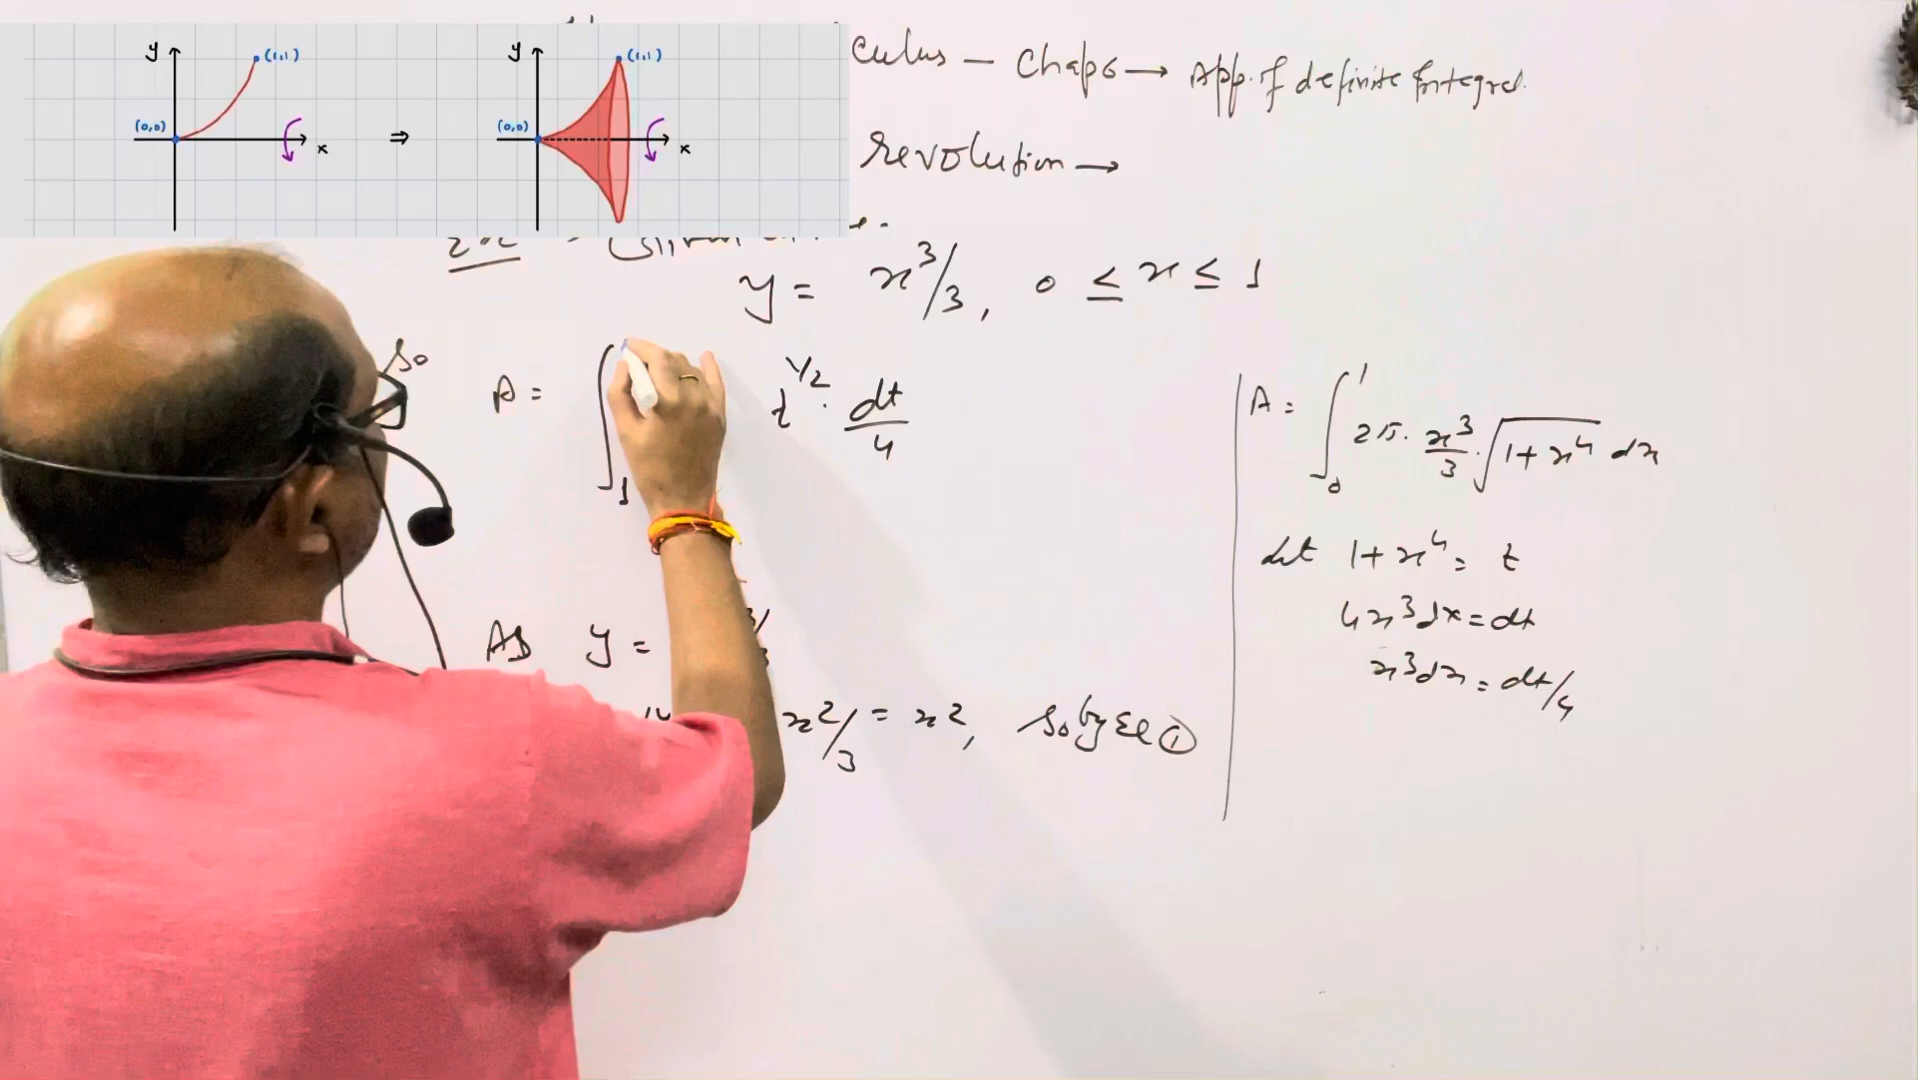 y (1,1) (0,0) x ⇒ y (1,1) (0,0) x
culus - Chap 6 → App. of definite Integral.
revolution →
y = x³/3, 0 ≤ x ≤ 1
So A = ∫₁ t^1/2 · dt/4
As y =
x²/3 = x², So by Eq ①
A = ∫₀¹ 2π · x³/3 · √(1+x⁴) dx
Let 1+x⁴ = t
4x³dx = dt
x³dx = dt/4